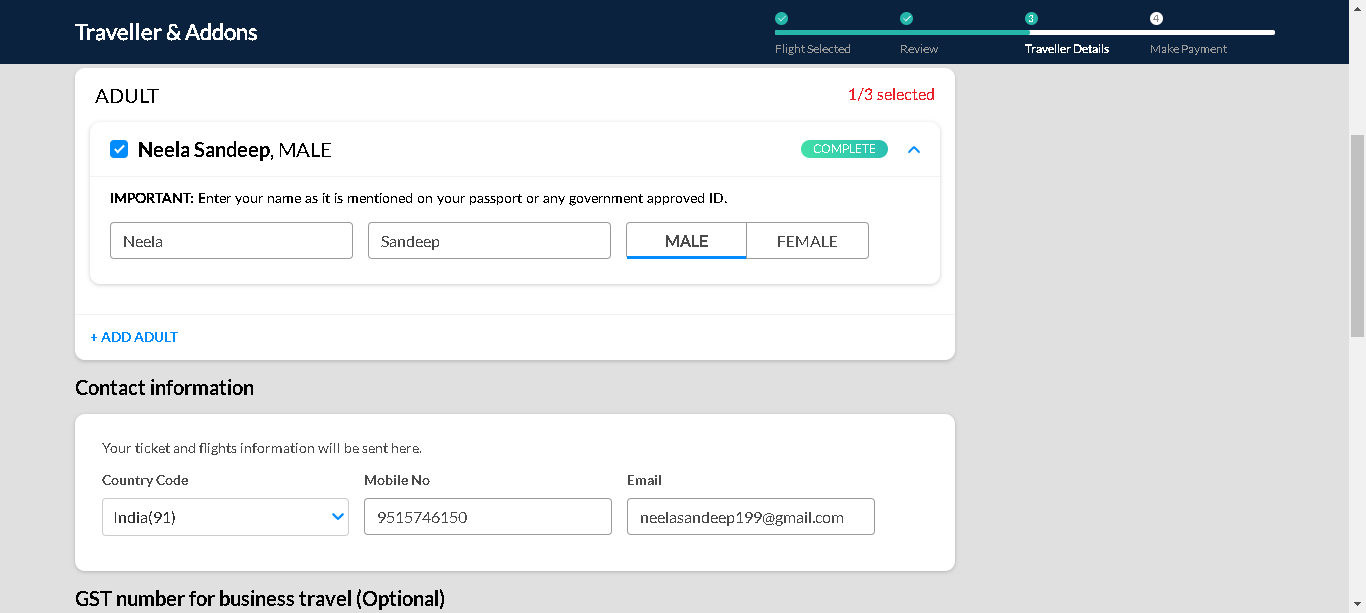 Traveller & Addons
3
4
Flight Selected
Review
Traveller Details
Make Payment
ADULT
1/3 selected
Neela Sandeep, MALE
COMPLETE
IMPORTANT: Enter your name as it is mentioned on your passport or any government approved ID.
Neela
Sandeep
MALE
FEMALE
+ ADD ADULT
Contact information
Your ticket and flights information will be sent here.
Country Code
Mobile No
Email
India(91)
9515746150
neelasandeep199@gmail.com
GST number for business travel (Optional)